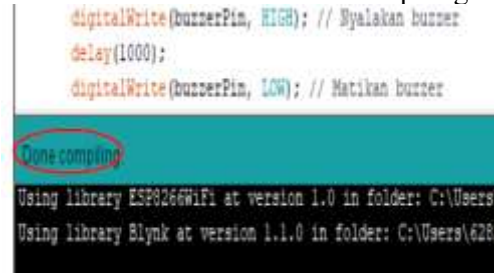 digitalWrite(buzzerPin, HIGH); // Nyalakan buzzer
delay(1000);
digitalWrite(buzzerPin, LOW); // Matikan buzzer
Done compiling.
Using library ESP8266WiFi at version 1.0 in folder: C:\Users
Using library Blynk at version 1.1.0 in folder: C:\Users\628